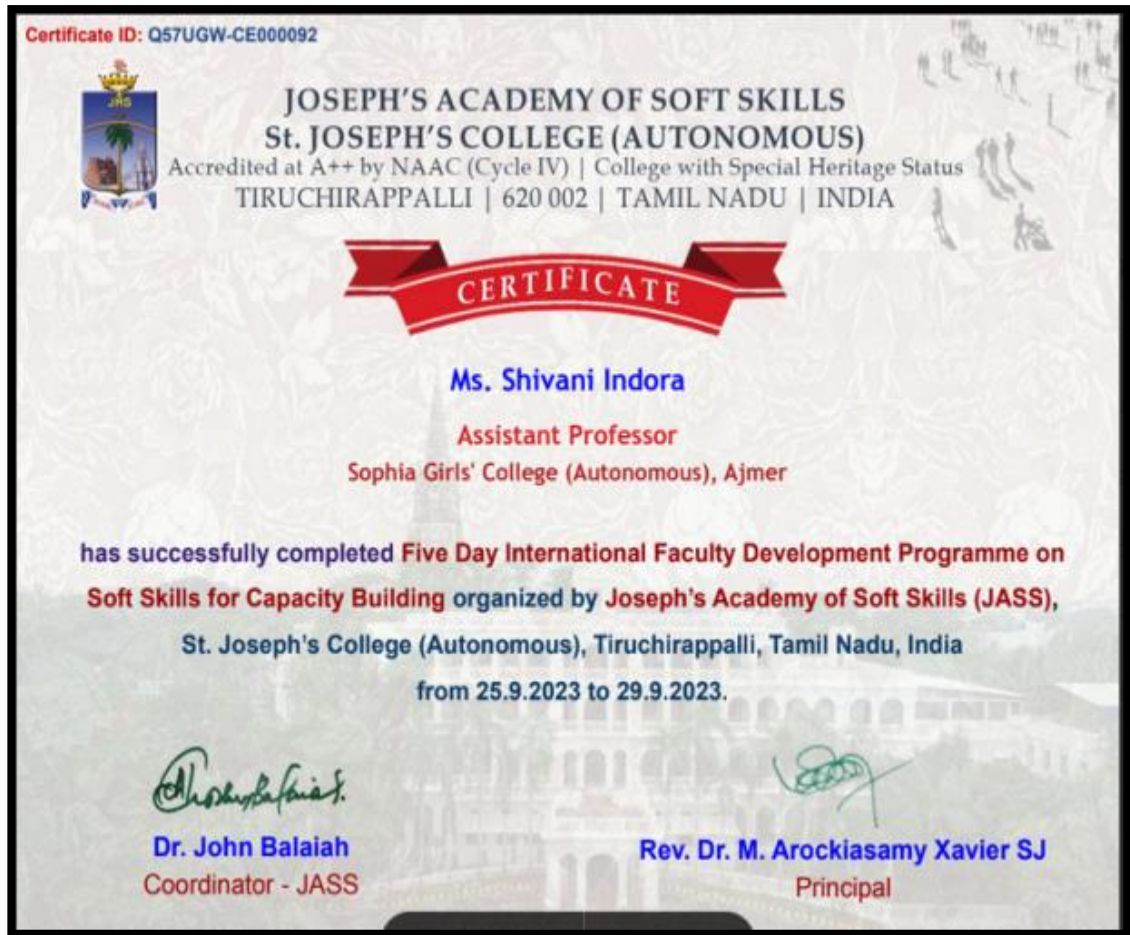 Certificate ID: Q57UGW-CE000092
JASS
JOSEPH'S ACADEMY OF SOFT SKILLS
St. JOSEPH'S COLLEGE (AUTONOMOUS)
Accredited at A++ by NAAC (Cycle IV) | College with Special Heritage Status
TIRUCHIRAPPALLI | 620 002 | TAMIL NADU | INDIA
CERTIFICATE
Ms. Shivani Indora
Assistant Professor
Sophia Girls' College (Autonomous), Ajmer
has successfully completed Five Day International Faculty Development Programme on
Soft Skills for Capacity Building organized by Joseph's Academy of Soft Skills (JASS),
St. Joseph's College (Autonomous), Tiruchirappalli, Tamil Nadu, India
from 25.9.2023 to 29.9.2023.
Dr. John Balaiah
Coordinator - JASS
Rev. Dr. M. Arockiasamy Xavier SJ
Principal